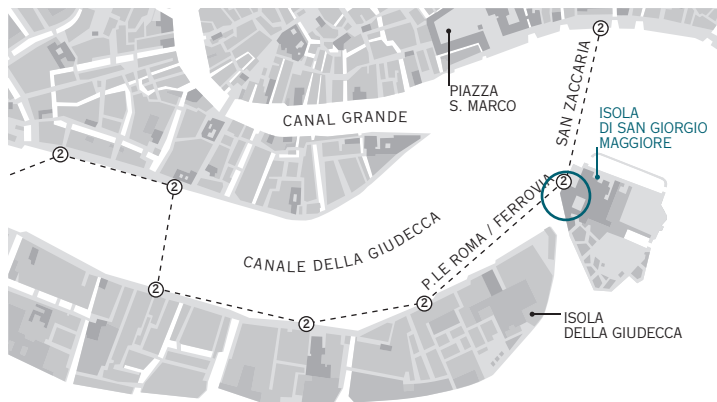 2
PIAZZA
S. MARCO
SAN ZACCARIA
CANAL GRANDE
ISOLA
DI SAN GIORGIO
MAGGIORE
2
2
2
P.LE ROMA / FERROVIA
CANALE DELLA GIUDECCA
2
2
2
ISOLA
DELLA GIUDECCA